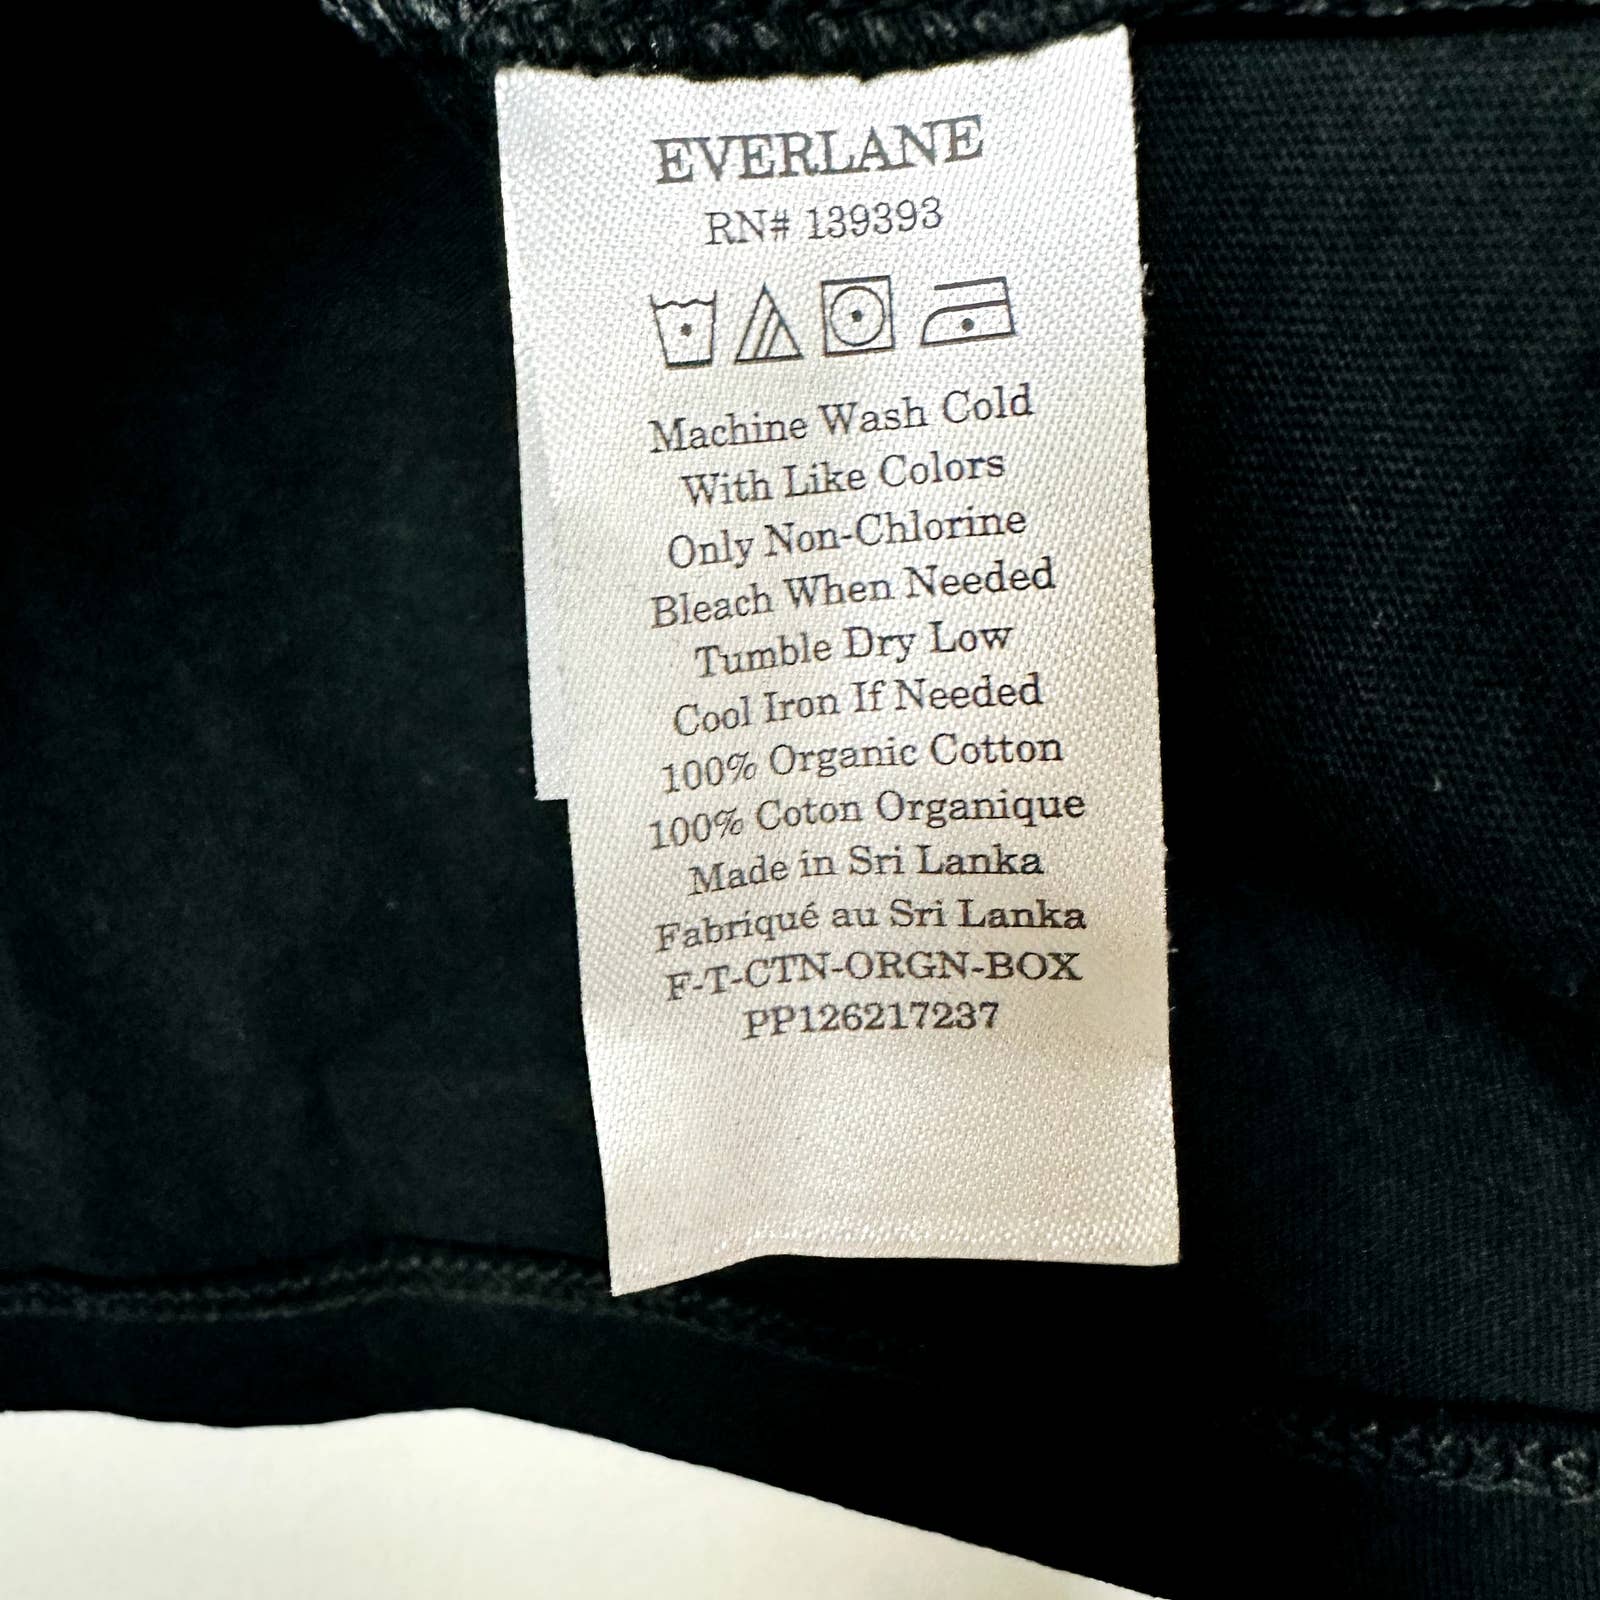 EVERLANE
RN# 139393
Machine Wash Cold
With Like Colors
Only Non-Chlorine
Bleach When Needed
Tumble Dry Low
Cool Iron If Needed
100% Organic Cotton
100% Coton Organique
Made in Sri Lanka
Fabriqué au Sri Lanka
F-T-CTN-ORGN-BOX
PP126217237